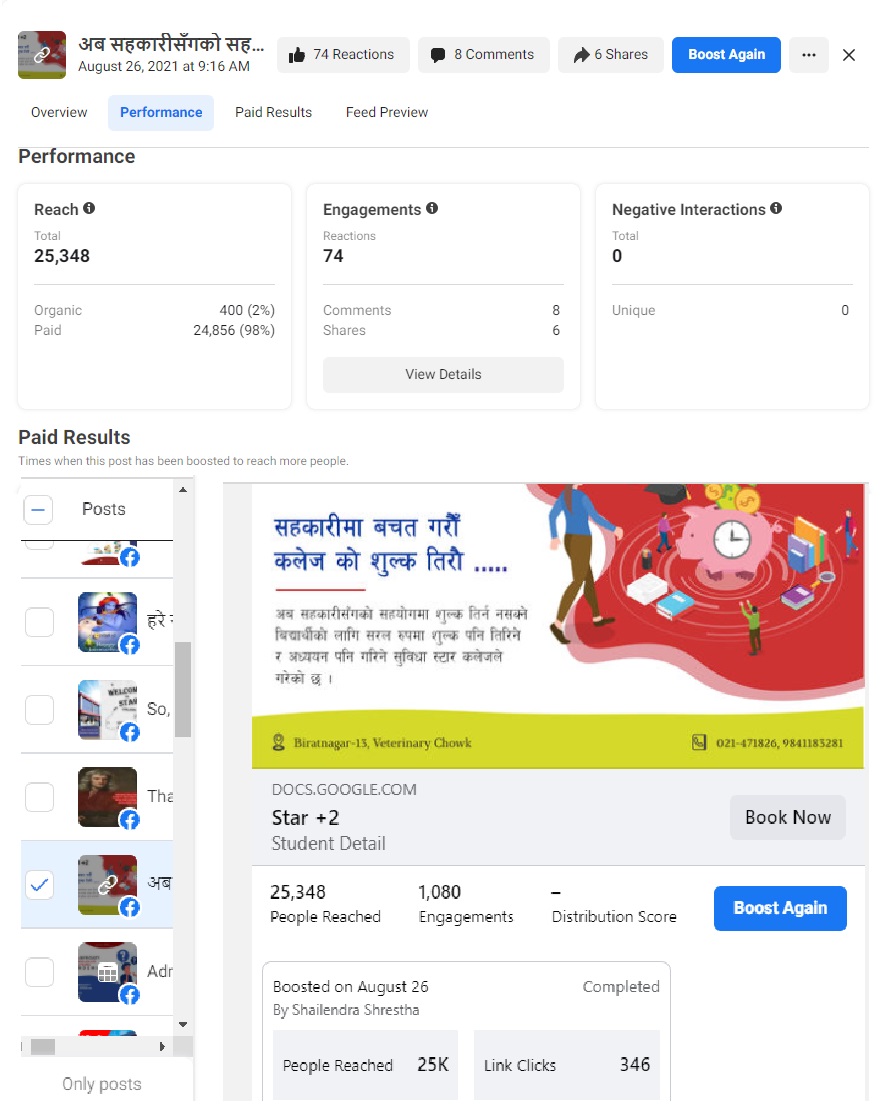 अब सहकारीसँगको सह...
August 26, 2021 at 9:16 AM
74 Reactions
8 Comments
6 Shares
Boost Again
Overview
Performance
Paid Results
Feed Preview
Performance
Reach
Total
25,348
Organic 400 (2%)
Paid 24,856 (98%)
Engagements
Reactions
74
Comments 8
Shares 6
View Details
Negative Interactions
Total
0
Unique 0
Paid Results
Times when this post has been boosted to reach more people.
Posts
हरे
So,
Tha
अब
Adr
Only posts
सहकारीमा बचत गरौँ
कलेज को शुल्क तिरौ .....
अब सहकारीसँगको सहयोगमा शुल्क तिर्न नसक्ने
बिद्यार्थीको लागि सरल रुपमा शुल्क पनि तिरिने
र अध्ययन पनि गरिने सुविधा स्टार कलेजले
गरेको छ ।
Biratnagar-13, Veterinary Chowk
021-471826, 9841183281
DOCS.GOOGLE.COM
Star +2
Student Detail
Book Now
25,348
People Reached
1,080
Engagements
–
Distribution Score
Boost Again
Boosted on August 26
Completed
By Shailendra Shrestha
People Reached 25K
Link Clicks 346